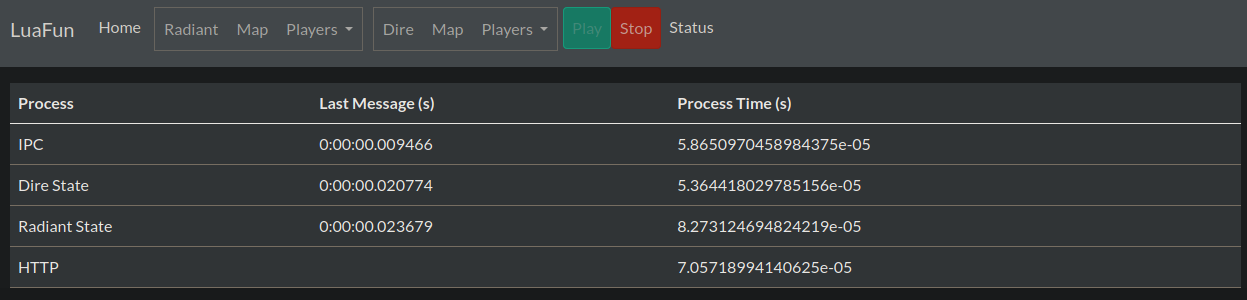 LuaFun Home Radiant Map Players Dire Map Players Play Stop Status
Process Last Message (s) Process Time (s)
IPC 0:00:00.009466 5.8650970458984375e-05
Dire State 0:00:00.020774 5.364418029785156e-05
Radiant State 0:00:00.023679 8.273124694824219e-05
HTTP 7.05718994140625e-05